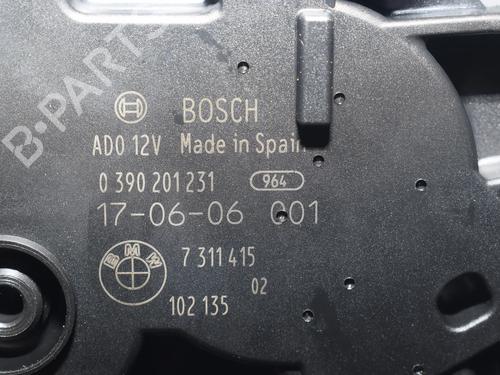 B-PARTS
BOSCH
AD0 12V Made in Spain
0 390 201 231 964
17-06-06 001
BMW
7 311 415
02
102 135